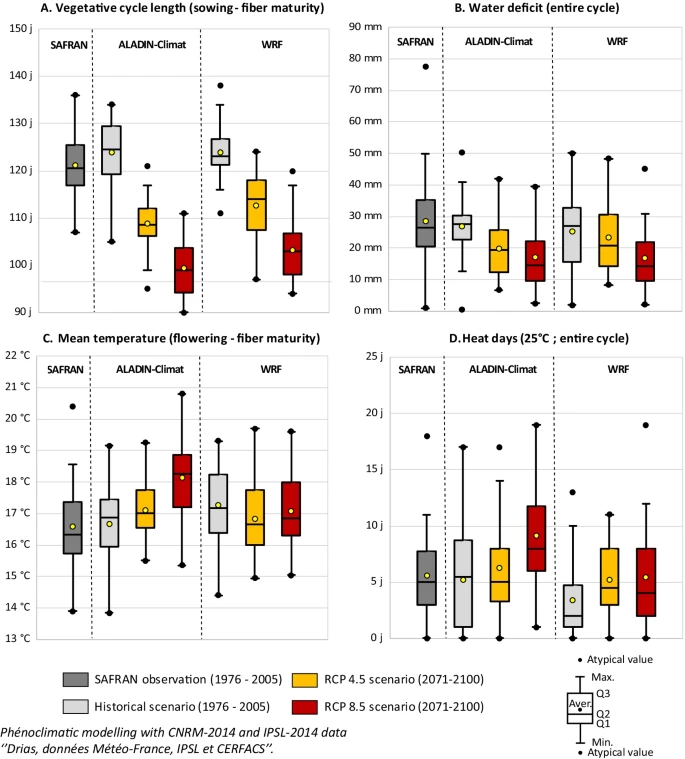 A. Vegetative cycle length (sowing - fiber maturity)
150 j
140 j
130 j
120 j
110 j
100 j
90 j
SAFRAN
ALADIN-Climat
WRF
B. Water deficit (entire cycle)
90 mm
80 mm
70 mm
60 mm
50 mm
40 mm
30 mm
20 mm
10 mm
0 mm
SAFRAN
ALADIN-Climat
WRF
C. Mean temperature (flowering - fiber maturity)
22 °C
21 °C
20 °C
19 °C
18 °C
17 °C
16 °C
15 °C
14 °C
13 °C
SAFRAN
ALADIN-Climat
WRF
D. Heat days (25°C ; entire cycle)
25 j
20 j
15 j
10 j
5 j
0 j
SAFRAN
ALADIN-Climat
WRF
SAFRAN observation (1976 - 2005)
RCP 4.5 scenario (2071-2100)
Historical scenario (1976 - 2005)
RCP 8.5 scenario (2071-2100)
Phénoclimatic modelling with CNRM-2014 and IPSL-2014 data
‘’Drias, données Météo-France, IPSL et CERFACS’’.
Atypical value
Max.
Q3
Aver.
Q2
Q1
Min.
Atypical value